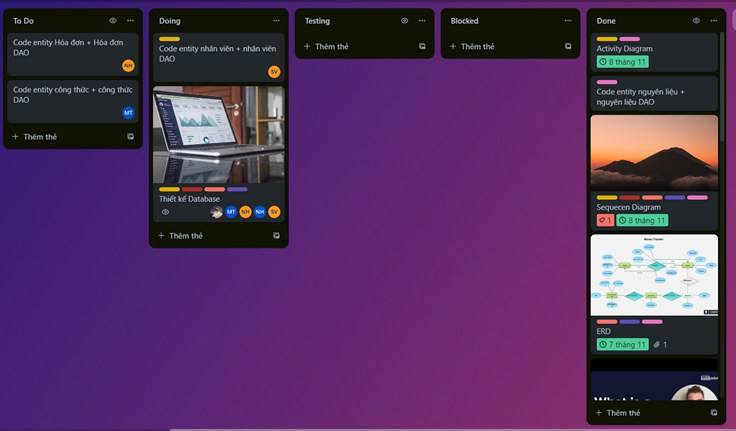 To Do
Code entity Hóa đơn + Hóa đơn
DAO
NH
Code entity công thức + công thức
DAO
MT
+ Thêm thẻ
Doing
Code entity nhân viên + nhân viên
DAO
SV
Thiết kế Database
MT
NH
NH
SV
+ Thêm thẻ
Testing
+ Thêm thẻ
Blocked
+ Thêm thẻ
Done
Activity Diagram
8 tháng 11
Code entity nguyên liệu +
nguyên liệu DAO
Sequecen Diagram
1
8 tháng 11
ERD
7 tháng 11
1
What is a
+ Thêm thẻ